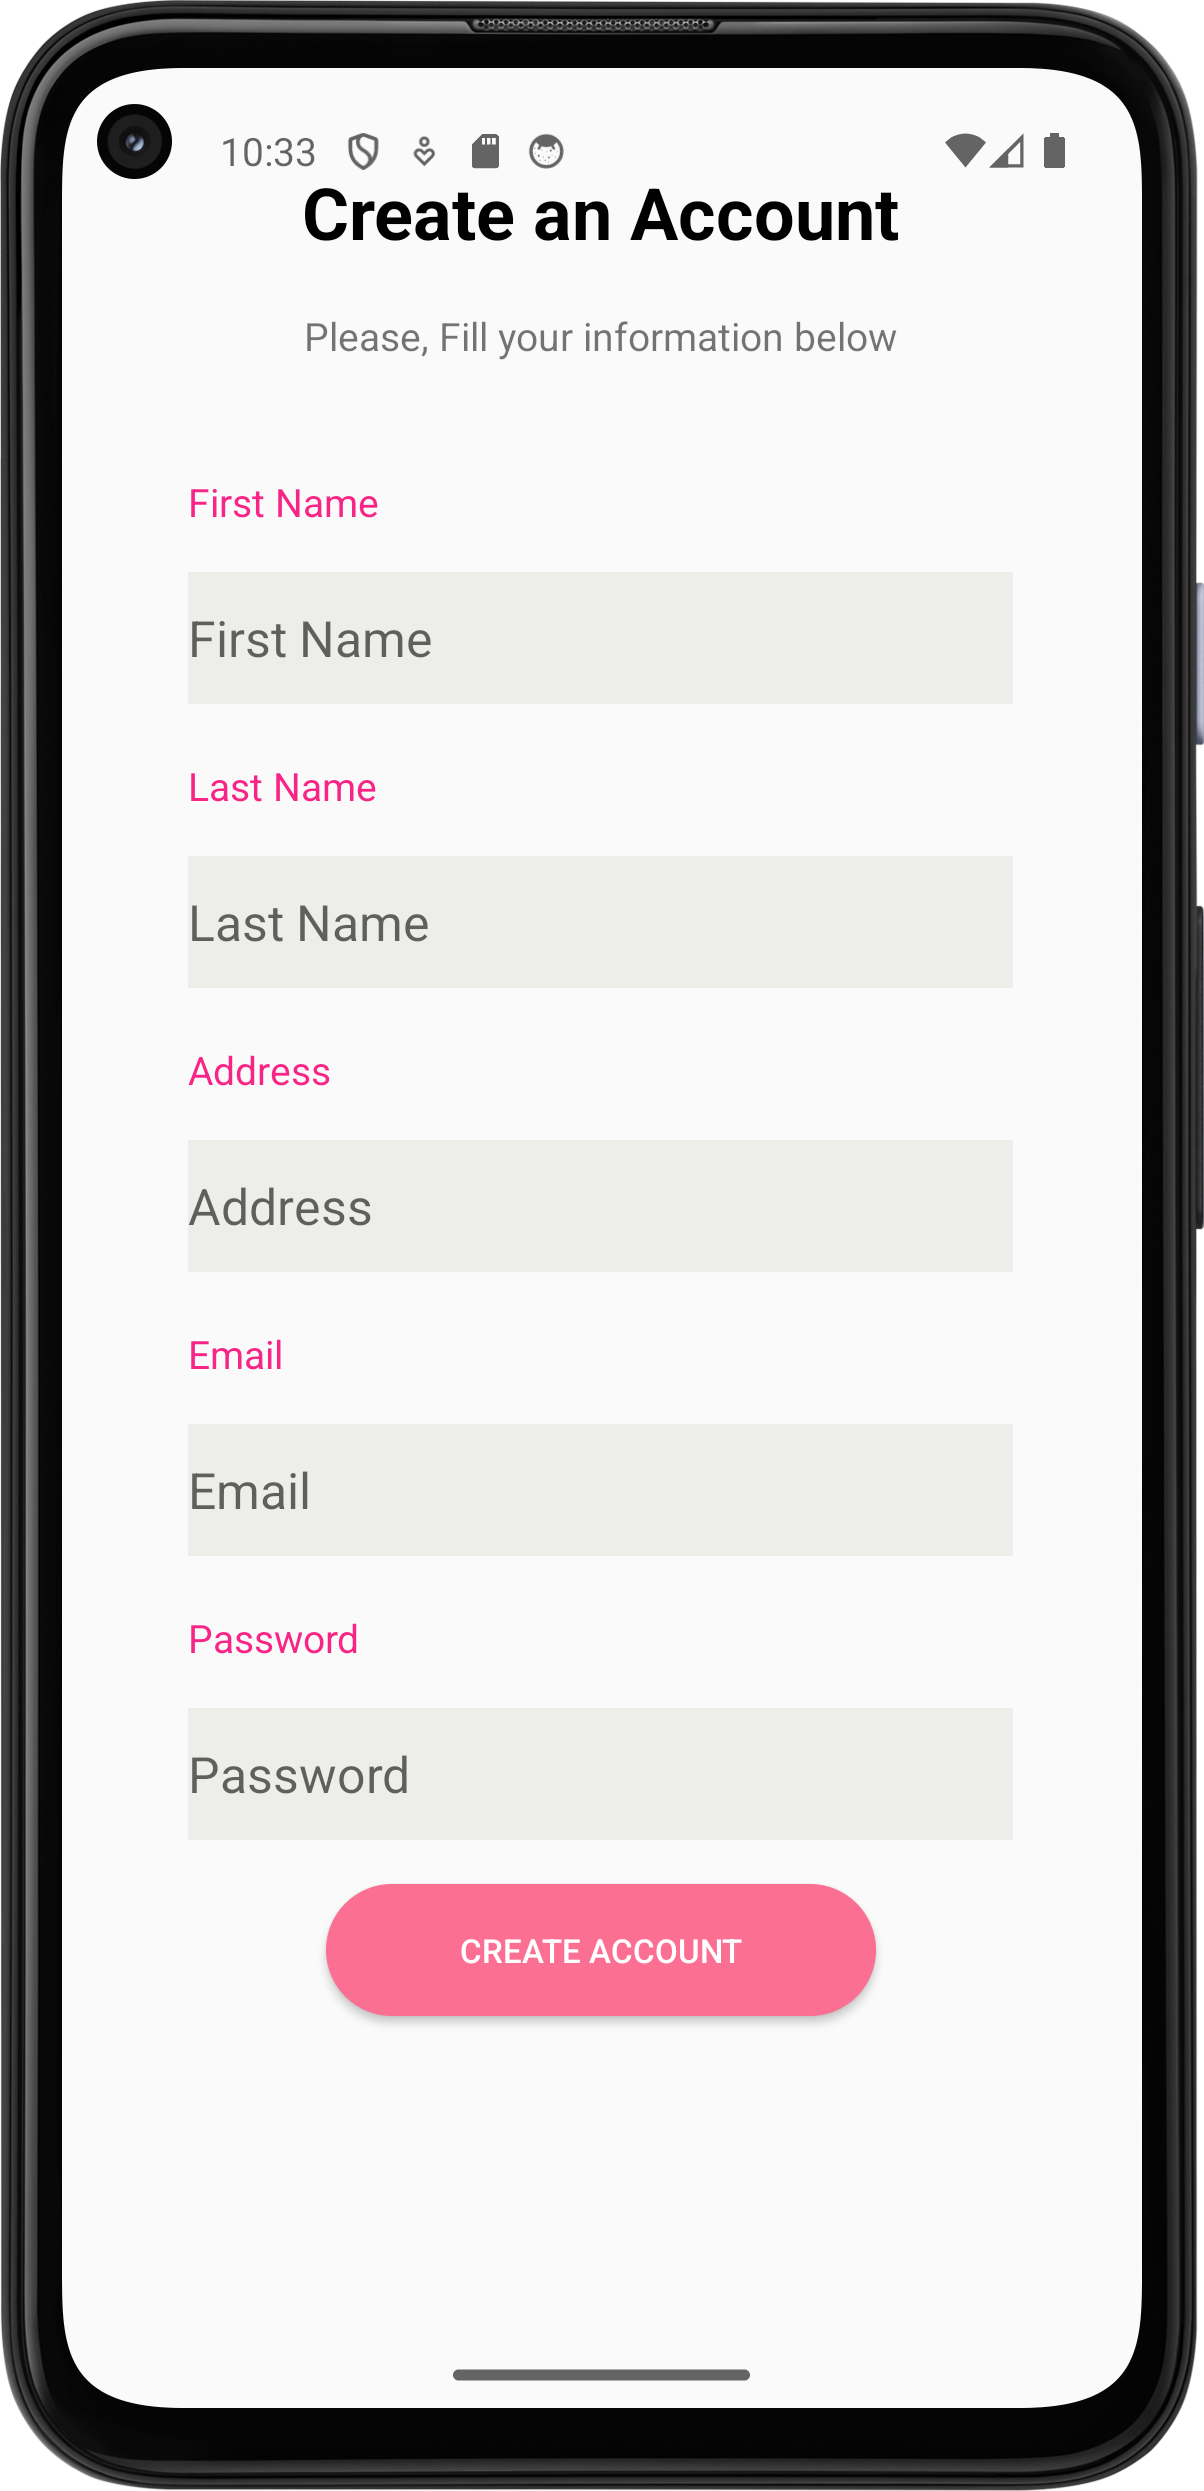 10:33
Create an Account
Please, Fill your information below
First Name
First Name
Last Name
Last Name
Address
Address
Email
Email
Password
Password
CREATE ACCOUNT